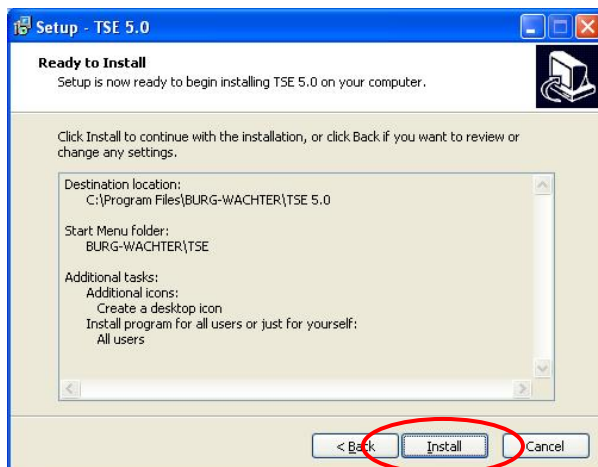 Setup - TSE 5.0
Ready to Install
Setup is now ready to begin installing TSE 5.0 on your computer.
Click Install to continue with the installation, or click Back if you want to review or
change any settings.
Destination location:
C:\Program Files\BURG-WACHTER\TSE 5.0
Start Menu folder:
BURG-WACHTER\TSE
Additional tasks:
Additional icons:
Create a desktop icon
Install program for all users or just for yourself:
All users
< Back
Install
Cancel